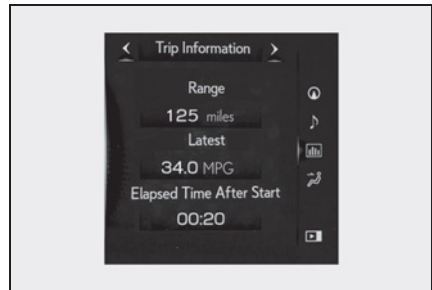 Trip Information
Range
125 miles
Latest
34.0 MPG
Elapsed Time After Start
00:20